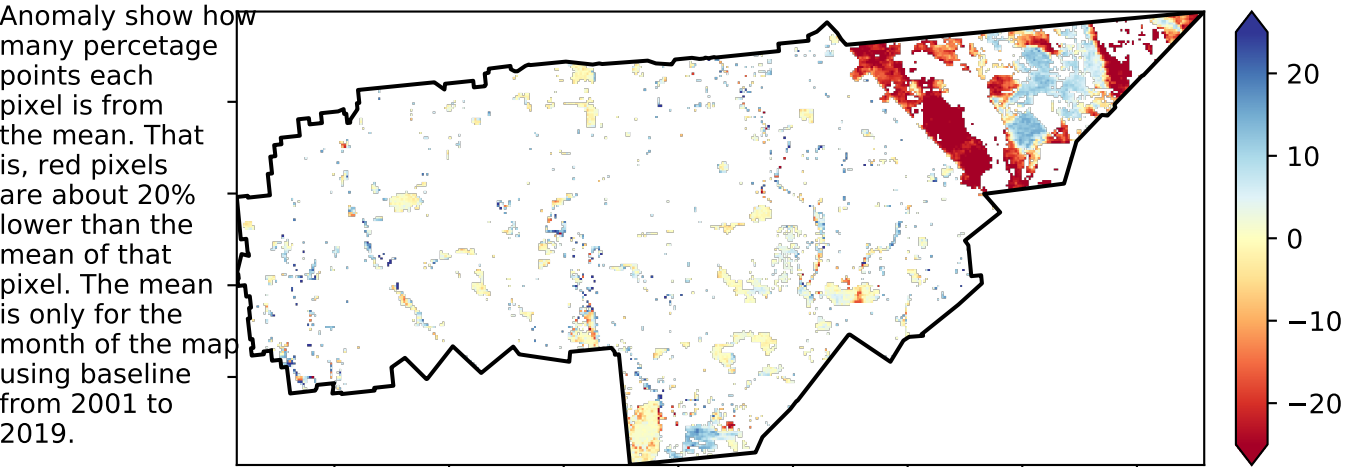 Anomaly show how
many percetage
points each
pixel is from
the mean. That
is, red pixels
are about 20%
lower than the
mean of that
pixel. The mean
is only for the
month of the map
using baseline
from 2001 to
2019.
20
10
0
−10
−20